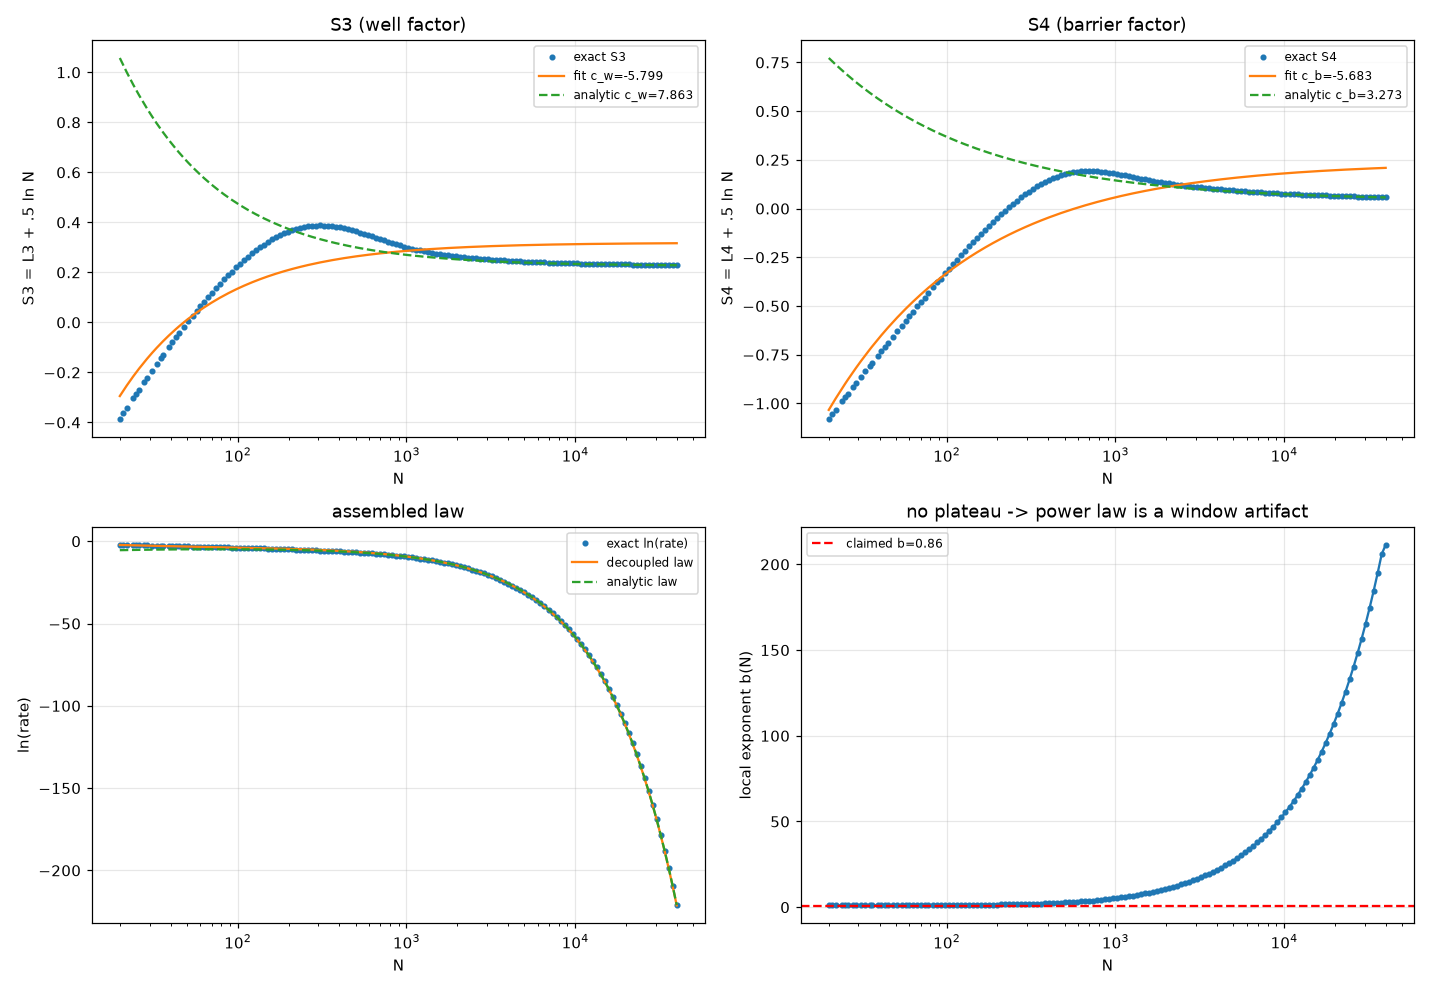 S3 (well factor)
S3 = L3 + .5 ln N
1.0
0.8
0.6
0.4
0.2
0.0
−0.2
−0.4
exact S3
fit c_w=-5.799
analytic c_w=7.863
10²
10³
10⁴
N
S4 (barrier factor)
S4 = L4 + .5 ln N
0.75
0.50
0.25
0.00
−0.25
−0.50
−0.75
−1.00
exact S4
fit c_b=-5.683
analytic c_b=3.273
10²
10³
10⁴
N
assembled law
ln(rate)
0
−50
−100
−150
−200
exact ln(rate)
decoupled law
analytic law
10²
10³
10⁴
N
no plateau -> power law is a window artifact
local exponent b(N)
200
150
100
50
0
claimed b=0.86
10²
10³
10⁴
N